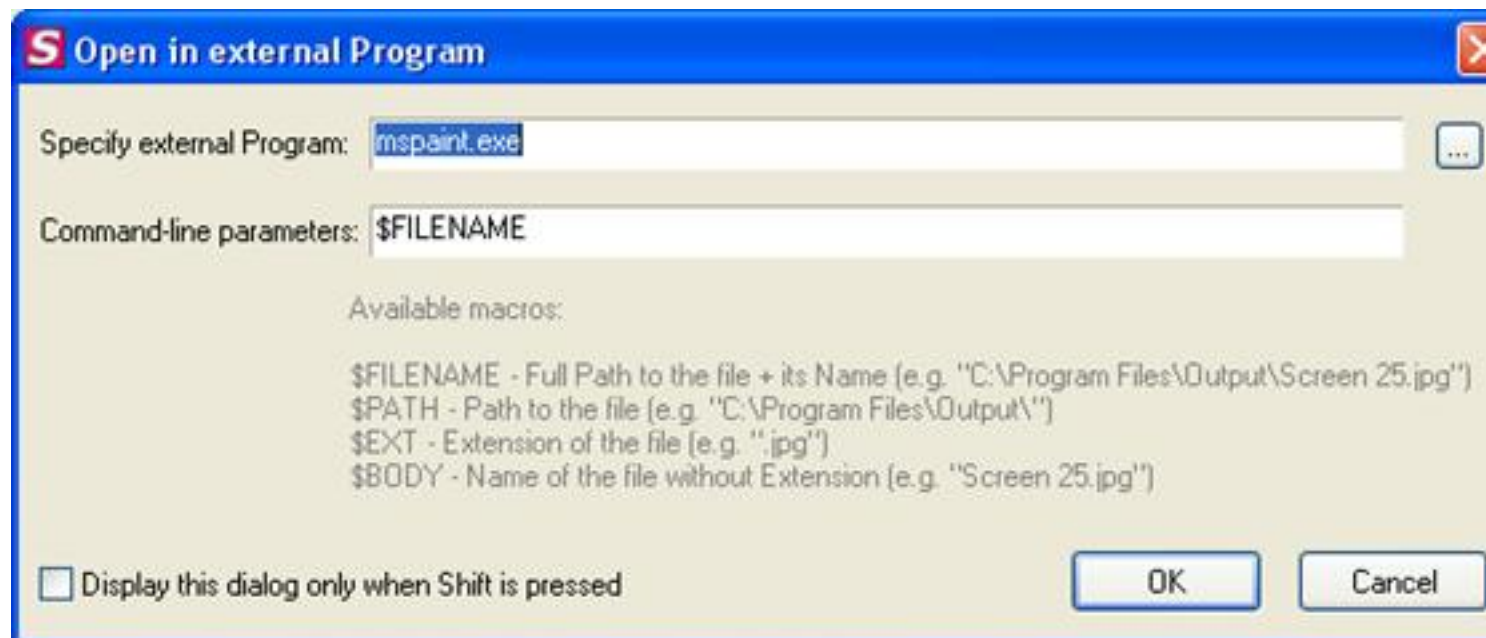 S Open in external Program
Specify external Program: mspaint.exe ...
Command-line parameters: $FILENAME
Available macros:
$FILENAME - Full Path to the file + its Name (e.g. "C:\Program Files\Output\Screen 25.jpg")
$PATH - Path to the file (e.g. "C:\Program Files\Output\")
$EXT - Extension of the file (e.g. ".jpg")
$BODY - Name of the file without Extension (e.g. "Screen 25.jpg")
Display this dialog only when Shift is pressed OK Cancel